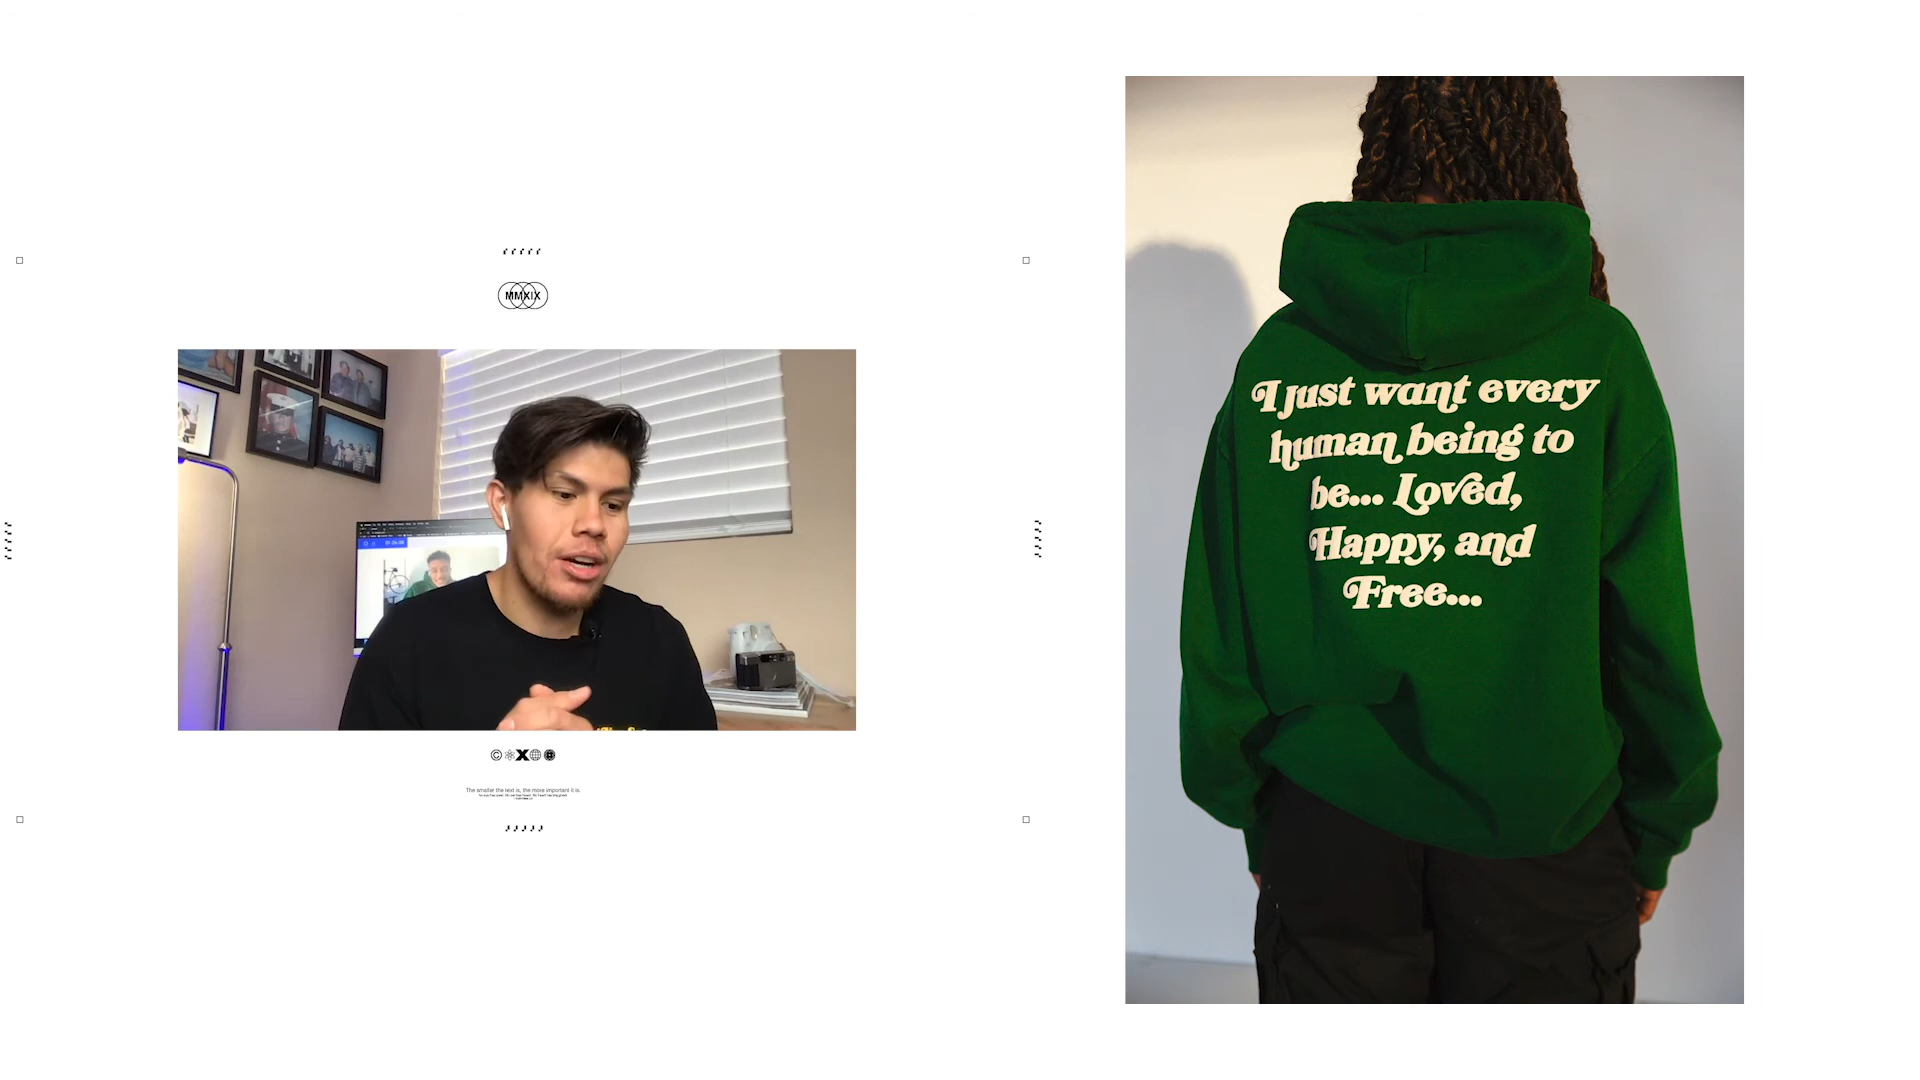 MMXIX
The smaller the text is, the more important it is.
I just want every
human being to
be... Loved,
Happy, and
Free...